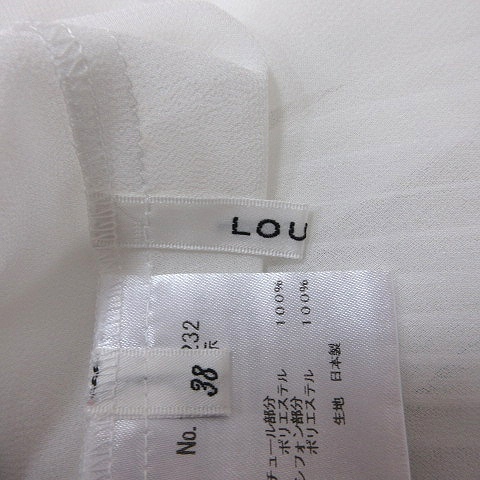 LOU
38
No.
232
示
チュール部分
ポリエステル 100%
シフォン部分
ポリエステル 100%
生地 日本製